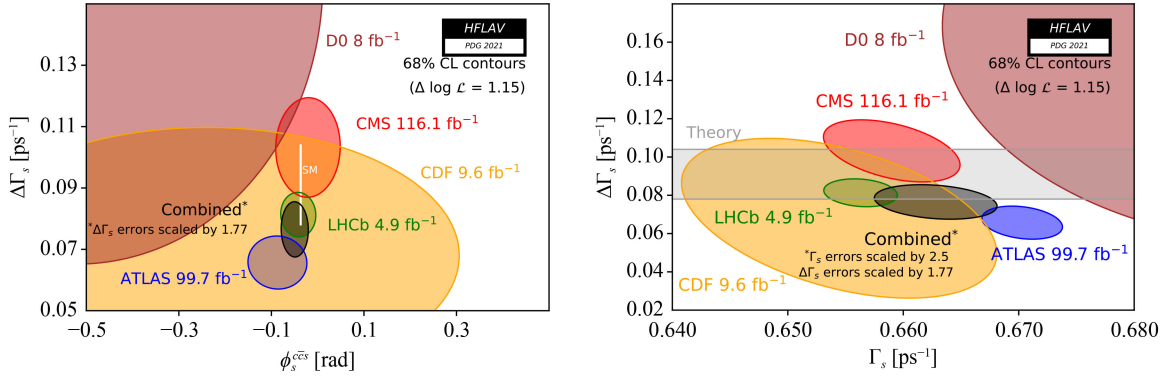 HFLAV
PDG 2021
68% CL contours
(Δ log ℒ = 1.15)
D0 8 fb⁻¹
CMS 116.1 fb⁻¹
SM
CDF 9.6 fb⁻¹
Combined*
*ΔΓₛ errors scaled by 1.77
LHCb 4.9 fb⁻¹
ATLAS 99.7 fb⁻¹
ΔΓₛ [ps⁻¹]
0.13
0.11
0.09
0.07
0.05
−0.5 −0.3 −0.1 0.1 0.3
ϕₛᶜᶜ̅ˢ [rad]
HFLAV
PDG 2021
68% CL contours
(Δ log ℒ = 1.15)
D0 8 fb⁻¹
CMS 116.1 fb⁻¹
Theory
LHCb 4.9 fb⁻¹
Combined*
*Γₛ errors scaled by 2.5
ΔΓₛ errors scaled by 1.77
ATLAS 99.7 fb⁻¹
CDF 9.6 fb⁻¹
ΔΓₛ [ps⁻¹]
0.18
0.16
0.14
0.12
0.10
0.08
0.06
0.04
0.02
0.640 0.650 0.660 0.670 0.680
Γₛ [ps⁻¹]